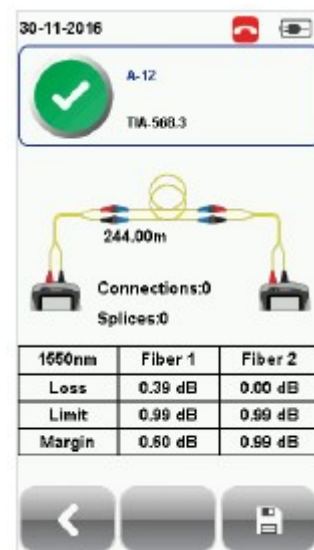 30-11-2016
A-12
TIA-568.3
244.00m
Connections:0
Splices:0
1550nm Fiber 1 Fiber 2
Loss 0.39 dB 0.00 dB
Limit 0.99 dB 0.99 dB
Margin 0.60 dB 0.99 dB